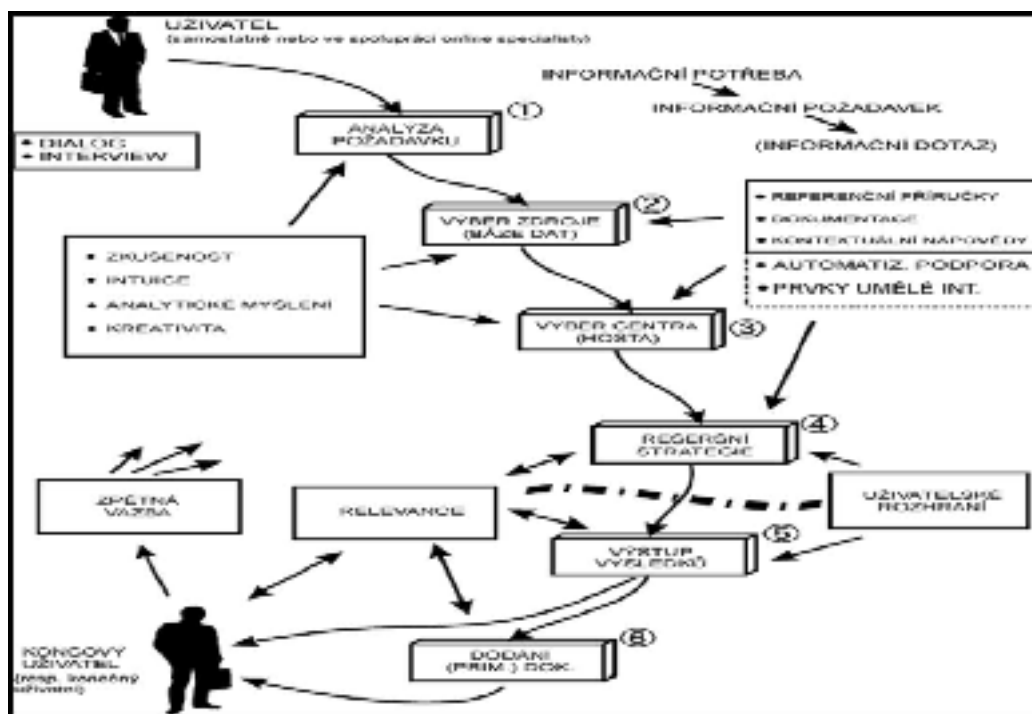 UŽIVATEL
(samostatně nebo ve spolupráci online specialisty)
INFORMAČNÍ POTŘEBA
INFORMAČNÍ POŽADAVEK
(INFORMAČNÍ DOTAZ)
1
ANALÝZA
POŽADAVKU
• DIALOG
• INTERVIEW
2
VÝBĚR ZDROJE
(BÁZE DAT)
• REFERENČNÍ PŘÍRUČKY
• DOKUMENTACE
• KONTEXTUÁLNÍ NÁPOVĚDY
• AUTOMATIZ. PODPORA
• PRVKY UMĚLÉ INT.
• ZKUŠENOST
• INTUICE
• ANALYTICKÉ MYŠLENÍ
• KREATIVITA
3
VÝBĚR CENTRA
(HOSTA)
4
REŠERŠNÍ
STRATEGIE
ZPĚTNÁ
VAZBA
RELEVANCE
UŽIVATELSKÉ
ROZHRANÍ
5
VÝSTUP
VÝSLEDKŮ
6
DODÁNÍ
(PRIM.) DOK.
KONCOVÝ
UŽIVATEL
(resp. konečný
uživatel)